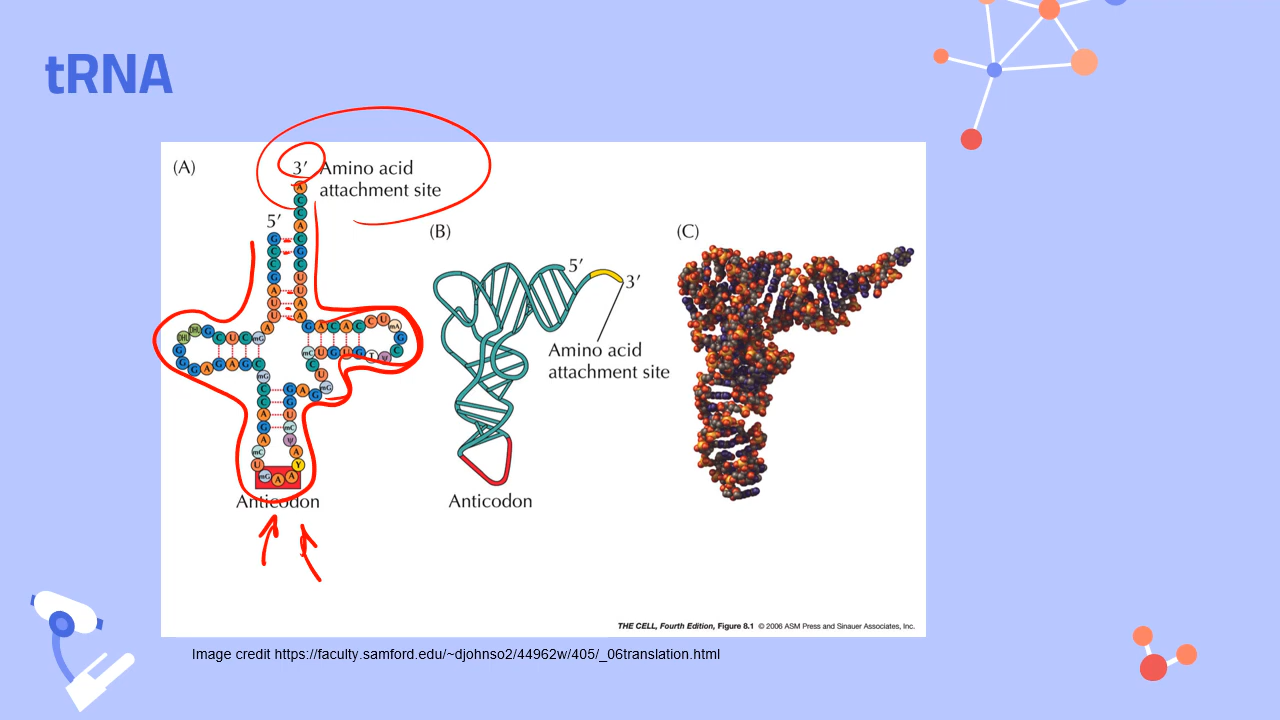 tRNA
(A)
3′ Amino acid
attachment site
5′
(B)
5′
3′
Amino acid
attachment site
(C)
Anticodon
Anticodon
THE CELL, Fourth Edition, Figure 8.1 © 2006 ASM Press and Sinauer Associates, Inc.
Image credit https://faculty.samford.edu/~djohnso2/44962w/405/_06translation.html